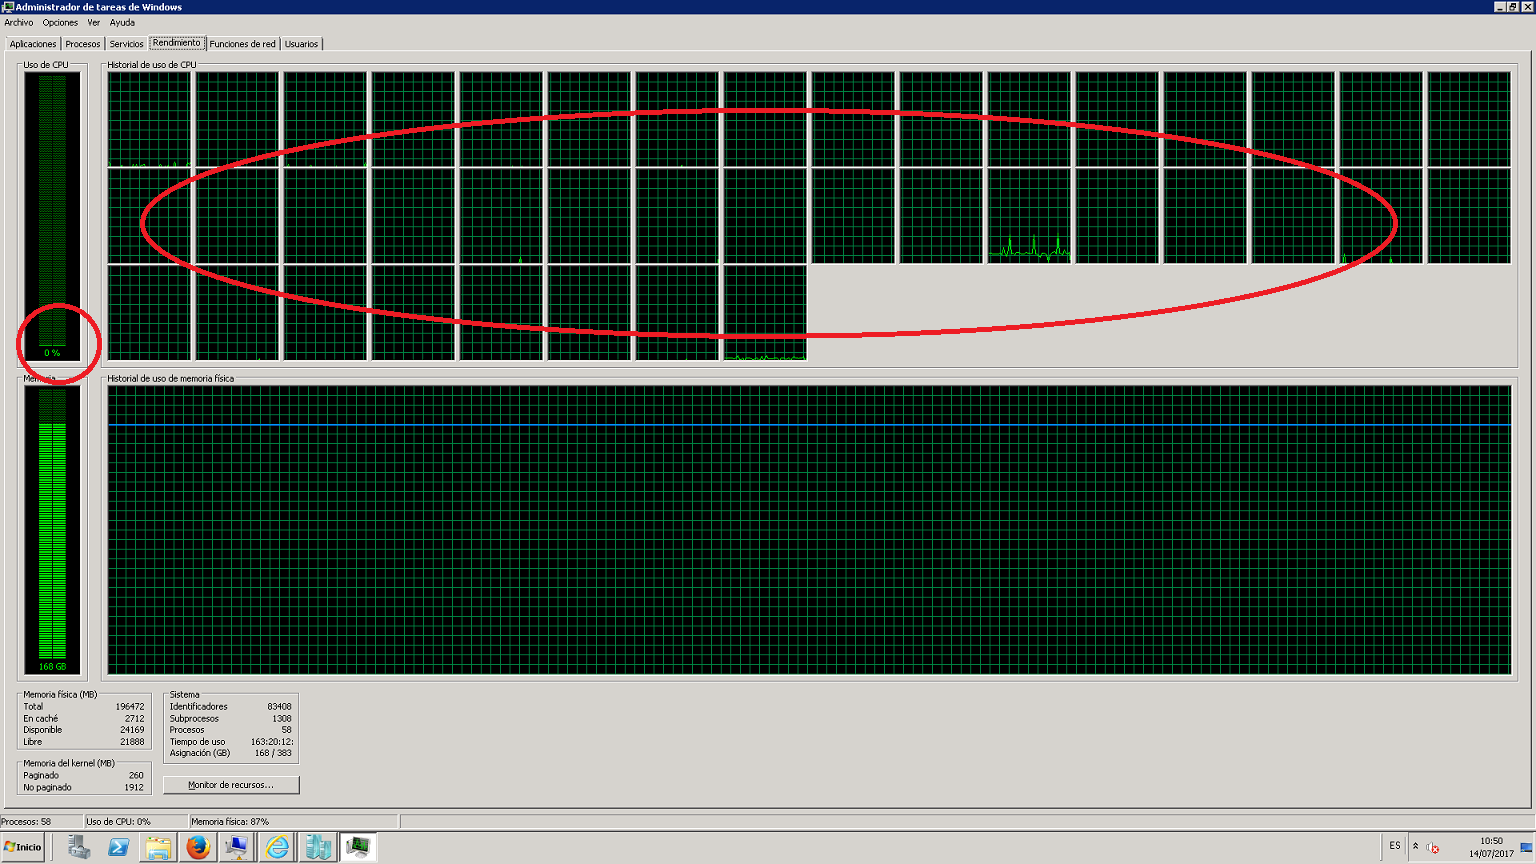 Administrador de tareas de Windows
Archivo Opciones Ver Ayuda
Aplicaciones Procesos Servicios Rendimiento Funciones de red Usuarios
Uso de CPU Historial de uso de CPU
0 %
Memoria Historial de uso de memoria física
168 GB
Memoria física (MB)
Total 196472
En caché 2712
Disponible 24169
Libre 21888
Memoria del kernel (MB)
Paginado 260
No paginado 1912
Sistema
Identificadores 83408
Subprocesos 1308
Procesos 58
Tiempo de uso 163:20:12:
Asignación (GB) 168 / 383
Monitor de recursos...
Procesos: 58 Uso de CPU: 0% Memoria física: 87%
Inicio ES 10:50
14/07/2017